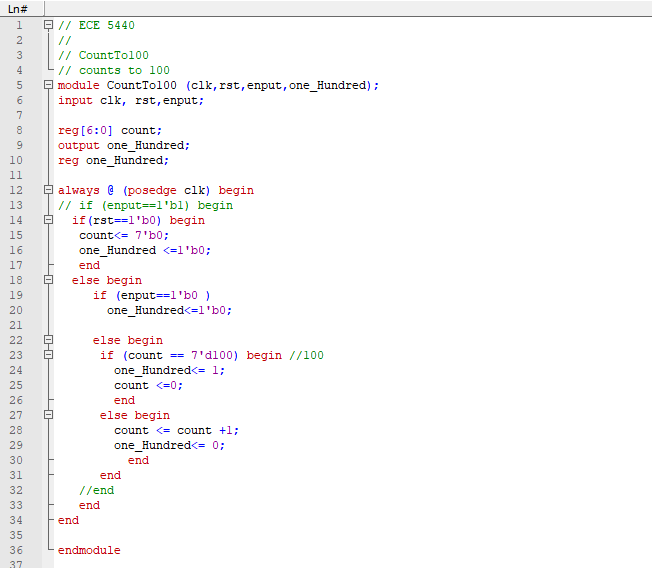 Ln#
1 // ECE 5440
2 //
3 // CountTo100
4 // counts to 100
5 module CountTo100 (clk,rst,enput,one_Hundred);
6 input clk, rst,enput;
7
8 reg[6:0] count;
9 output one_Hundred;
10 reg one_Hundred;
11
12 always @ (posedge clk) begin
13 // if (enput==1'b1) begin
14 if(rst==1'b0) begin
15 count<= 7'b0;
16 one_Hundred <=1'b0;
17 end
18 else begin
19 if (enput==1'b0 )
20 one_Hundred<=1'b0;
21
22 else begin
23 if (count == 7'd100) begin //100
24 one_Hundred<= 1;
25 count <=0;
26 end
27 else begin
28 count <= count +1;
29 one_Hundred<= 0;
30 end
31 end
32 //end
33 end
34 end
35
36 endmodule
37